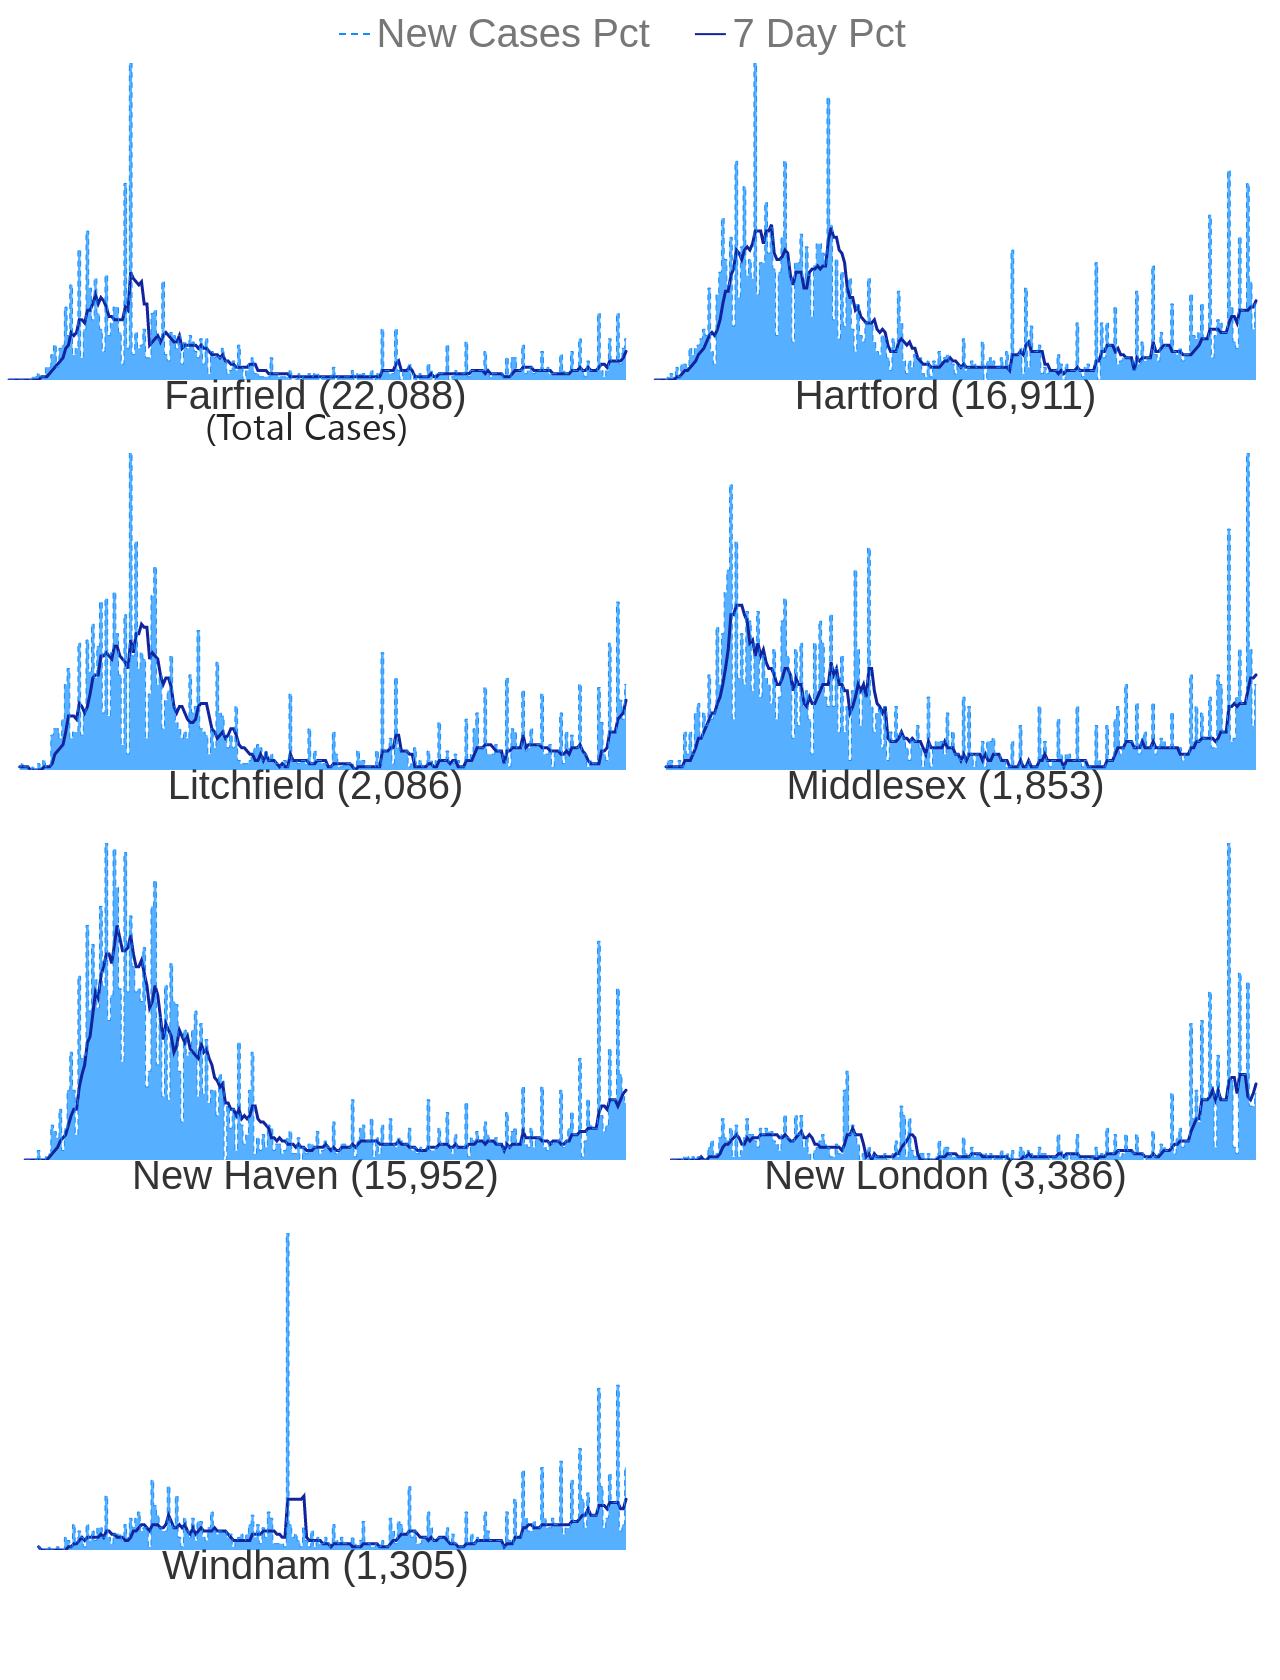 New Cases Pct 7 Day Pct
Fairfield (22,088)
(Total Cases)
Hartford (16,911)
Litchfield (2,086)
Middlesex (1,853)
New Haven (15,952)
New London (3,386)
Windham (1,305)